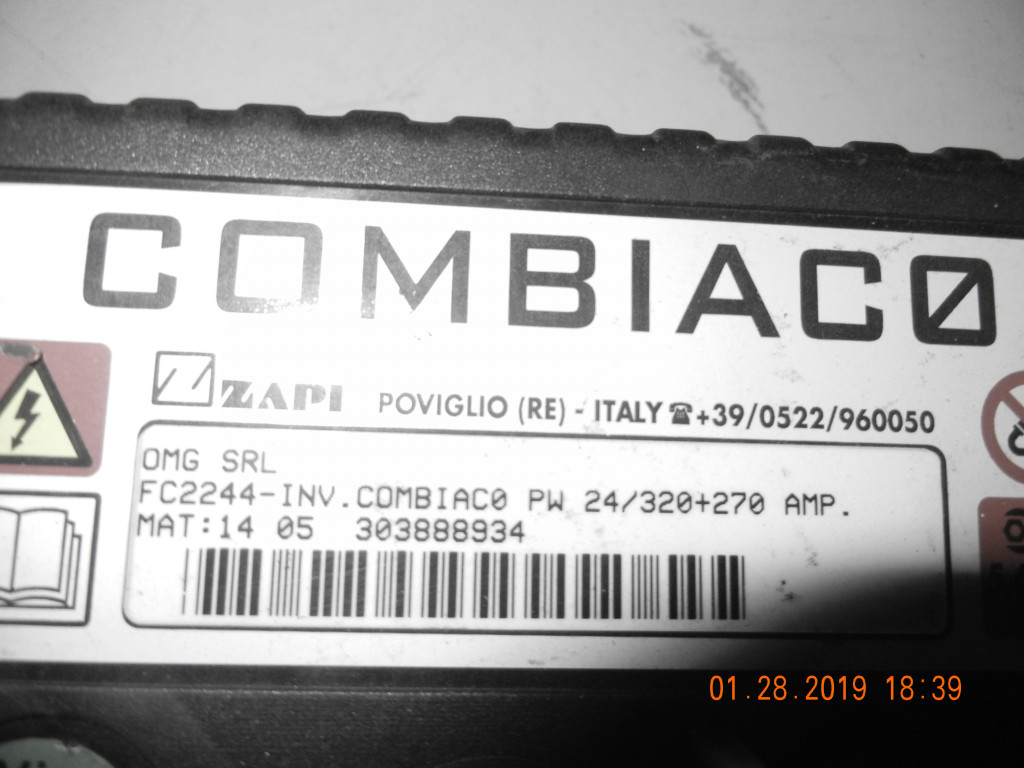 COMBIAC0
ZAPI POVIGLIO (RE) - ITALY ☎+39/0522/960050
OMG SRL
FC2244-INV.COMBIAC0 PW 24/320+270 AMP.
MAT:14 05 303888934
01.28.2019 18:39